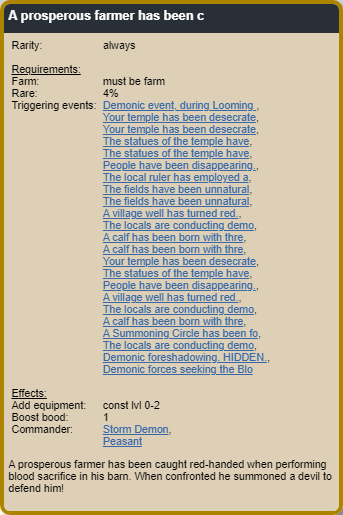 A prosperous farmer has been c
Rarity: always
Requirements:
Farm: must be farm
Rare: 4%
Triggering events: Demonic event, during Looming ,
Your temple has been desecrate,
Your temple has been desecrate,
The statues of the temple have,
The statues of the temple have,
People have been disappearing.,
The local ruler has employed a,
The fields have been unnatural,
The fields have been unnatural,
A village well has turned red.,
The locals are conducting demo,
A calf has been born with thre,
A calf has been born with thre,
Your temple has been desecrate,
The statues of the temple have,
People have been disappearing.,
A village well has turned red.,
The locals are conducting demo,
A calf has been born with thre,
A Summoning Circle has been fo,
The locals are conducting demo,
Demonic foreshadowing. HIDDEN.,
Demonic forces seeking the Blo
Effects:
Add equipment: const lvl 0-2
Boost bood: 1
Commander: Storm Demon,
Peasant
A prosperous farmer has been caught red-handed when performing
blood sacrifice in his barn. When confronted he summoned a devil to
defend him!